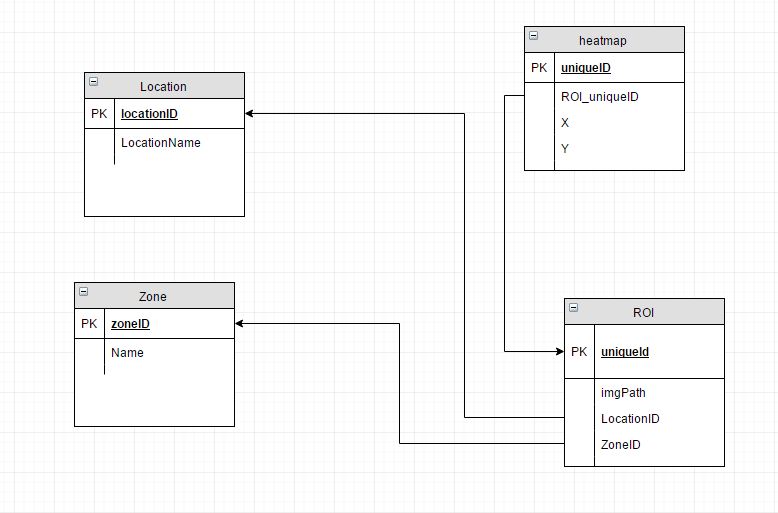 heatmap
PK uniqueID
ROI_uniqueID
X
Y
Location
PK locationID
LocationName
Zone
PK zoneID
Name
ROI
PK uniqueId
imgPath
LocationID
ZoneID